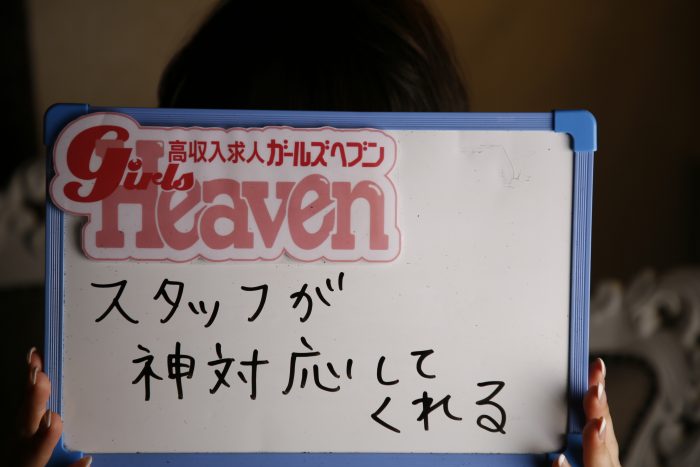 高収入求人ガールズヘブン
Girls
Heaven
スタッフが
神対応して
くれる